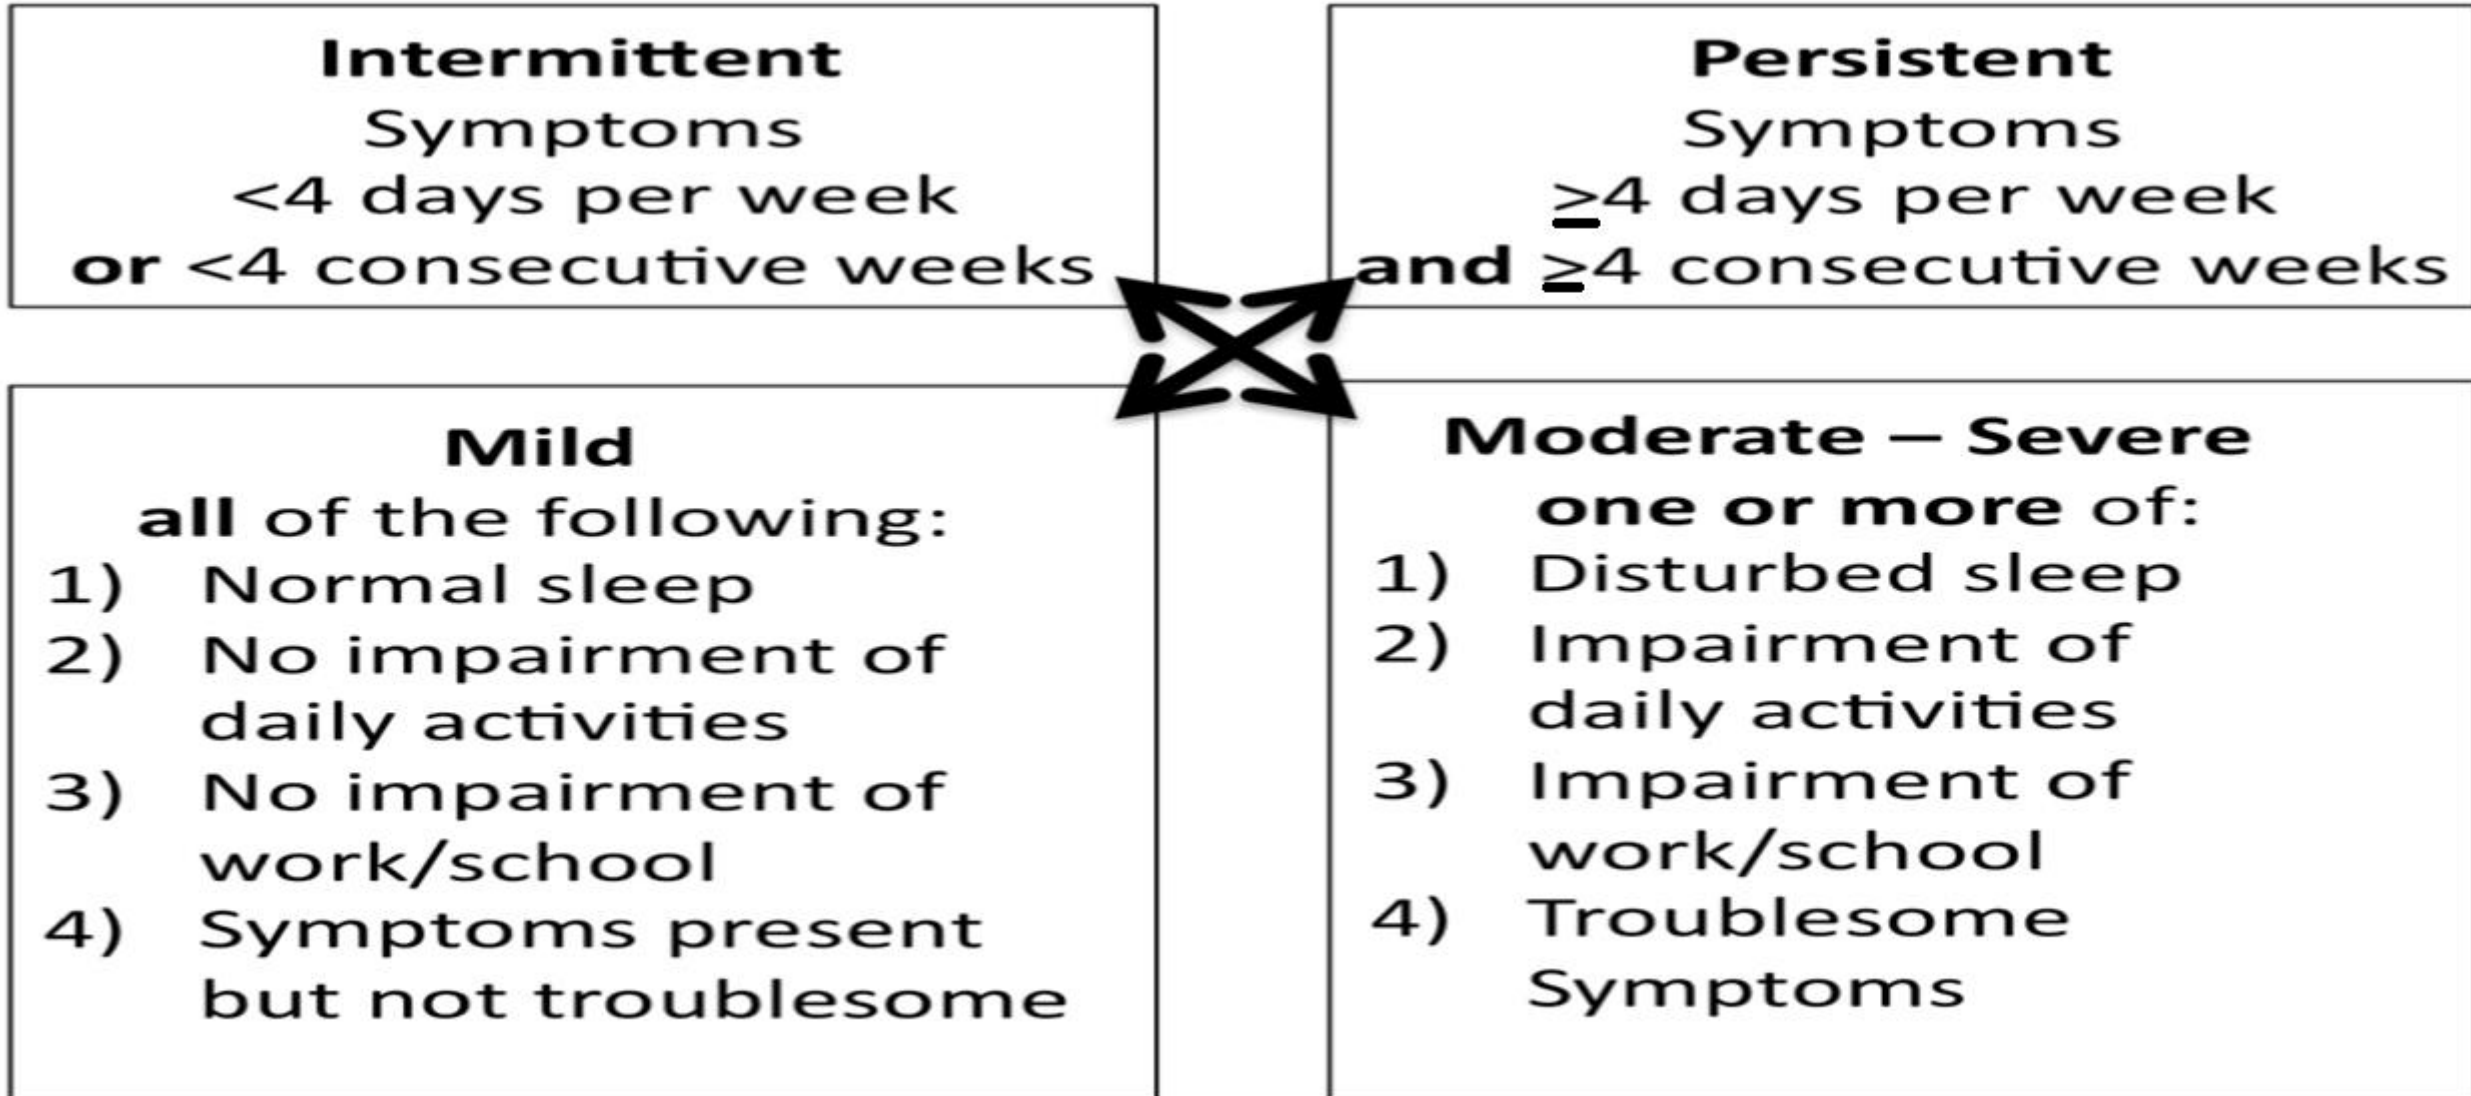 Intermittent
Symptoms
<4 days per week
or <4 consecutive weeks
Persistent
Symptoms
≥4 days per week
and ≥4 consecutive weeks
Mild
all of the following:
1) Normal sleep
2) No impairment of
daily activities
3) No impairment of
work/school
4) Symptoms present
but not troublesome
Moderate – Severe
one or more of:
1) Disturbed sleep
2) Impairment of
daily activities
3) Impairment of
work/school
4) Troublesome
Symptoms